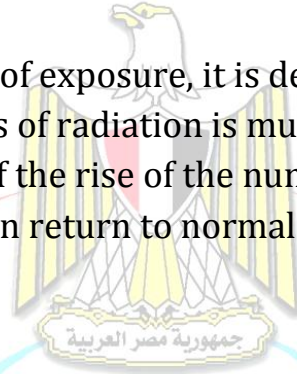 of exposure, it is de
s of radiation is mu
f the rise of the nun
n return to normal
جمهورية مصر العربية